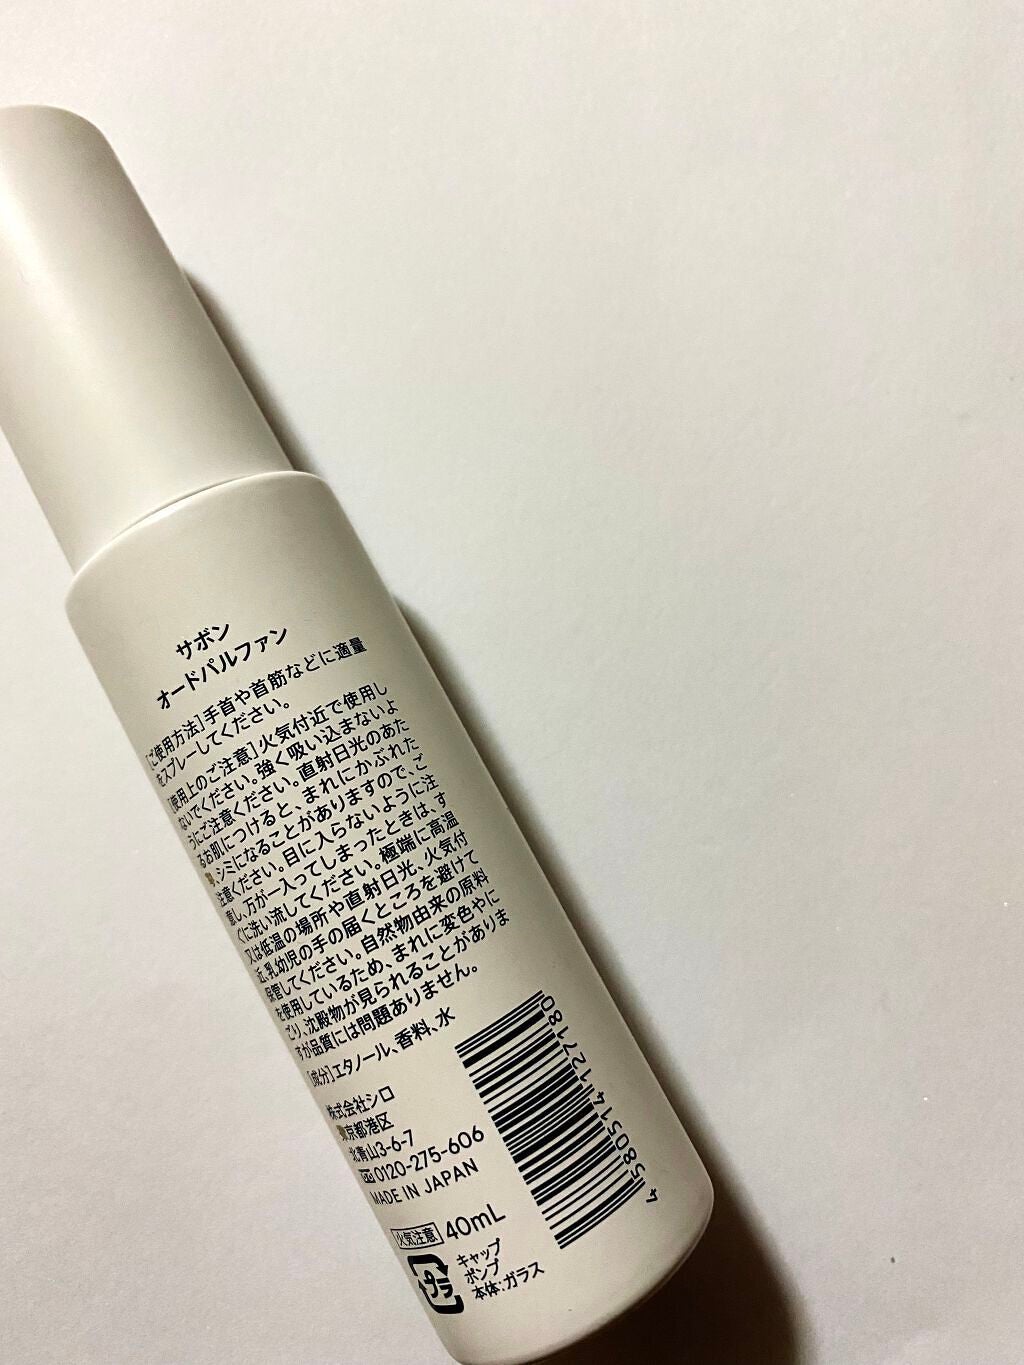 サボン
オードパルファン
[ご使用方法]手首や首筋などに適量
をスプレーしてください。
[使用上のご注意]火気付近で使用し
ないでください。強く吸い込まないよ
うにご注意ください。直射日光のあた
るお肌につけると、まれにかぶれた
り、シミになることがありますので、ご
注意ください。目に入らないように注
意し、万が一入ってしまったときは、す
ぐに洗い流してください。極端に高温
又は低温の場所や直射日光、火気付
近、乳幼児の手の届くところを避けて
保管してください。自然物由来の原料
を使用しているため、まれに変色やに
ごり、沈殿物が見られることがありま
すが品質には問題ありません。
[成分]エタノール、香料、水
株式会社シロ
東京都港区
北青山3-6-7
0120-275-606
MADE IN JAPAN
火気注意 40mL
プラ
キャップ
ポンプ
本体:ガラス